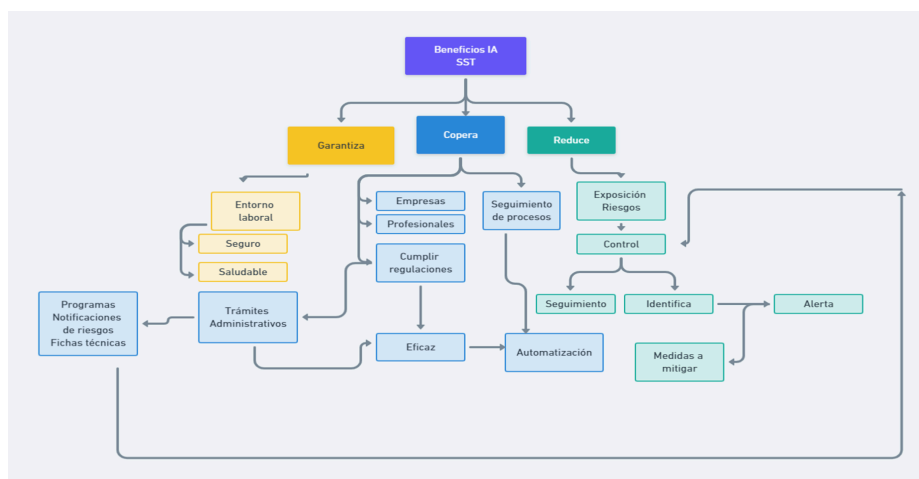 Beneficios IA
SST
Garantiza
Copera
Reduce
Entorno
laboral
Seguro
Saludable
Empresas
Profesionales
Cumplir
regulaciones
Seguimiento
de procesos
Exposición
Riesgos
Control
Seguimiento
Identifica
Alerta
Medidas a
mitigar
Programas
Notificaciones
de riesgos
Fichas técnicas
Trámites
Administrativos
Eficaz
Automatización